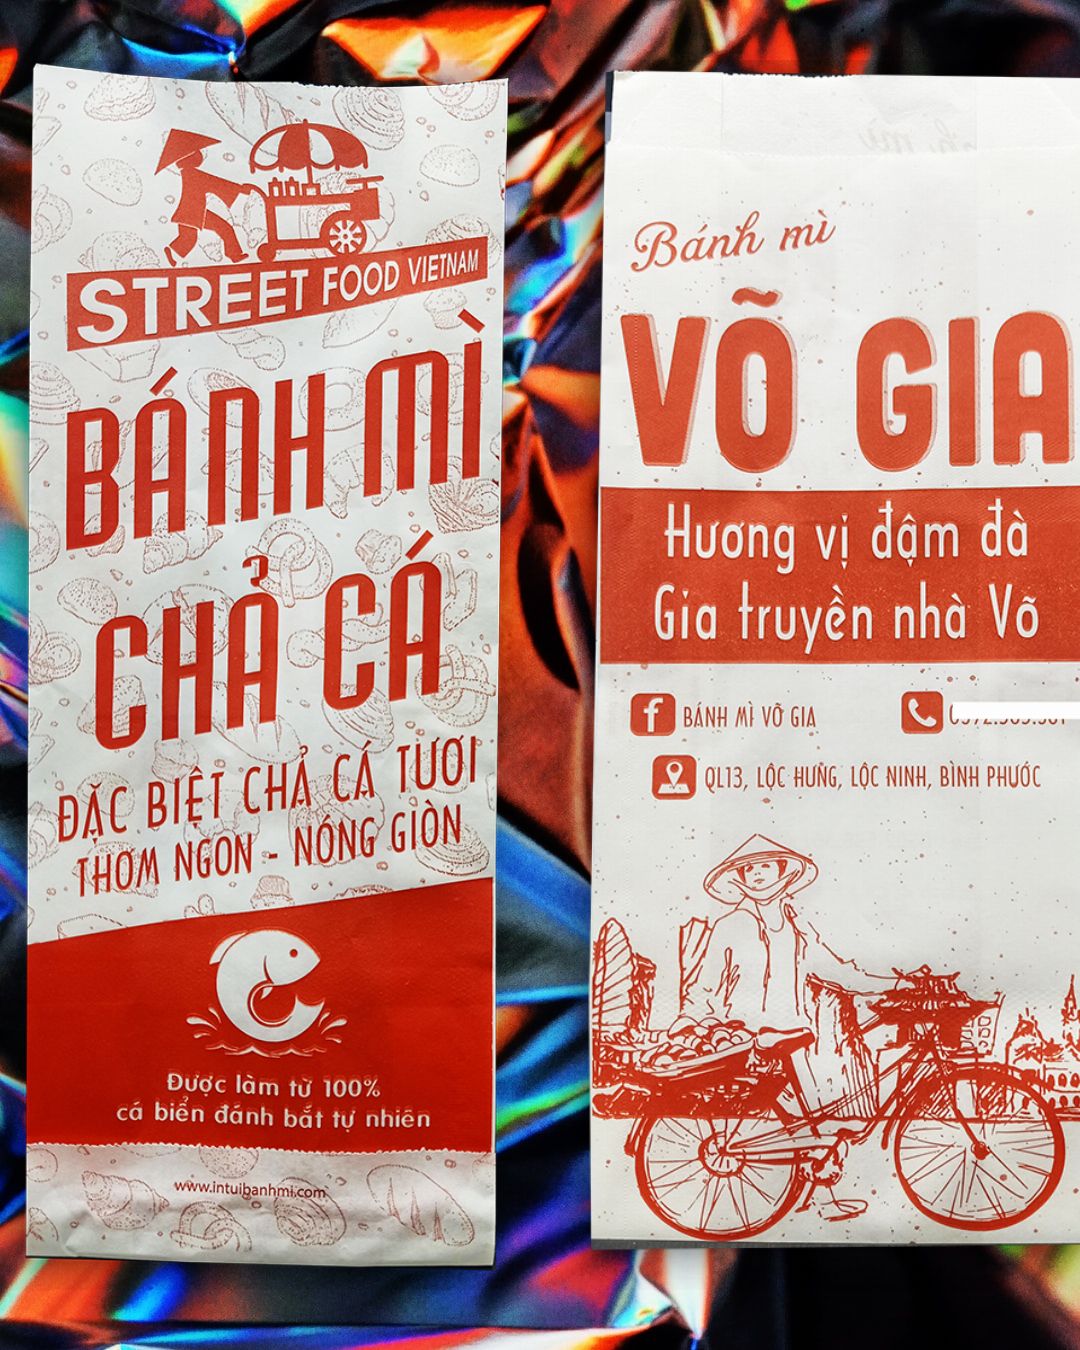 STREET FOOD VIETNAM
BÁNH MÌ
CHẢ CÁ
ĐẶC BIỆT CHẢ CÁ TƯƠI
THƠM NGON - NÓNG GIÒN
Được làm từ 100%
cá biển đánh bắt tự nhiên
www.intuibanhmi.com
Bánh mì
VÕ GIA
Hương vị đậm đà
Gia truyền nhà Võ
BÁNH MÌ VÕ GIA
QL13, LỘC HƯNG, LỘC NINH, BÌNH PHƯỚC